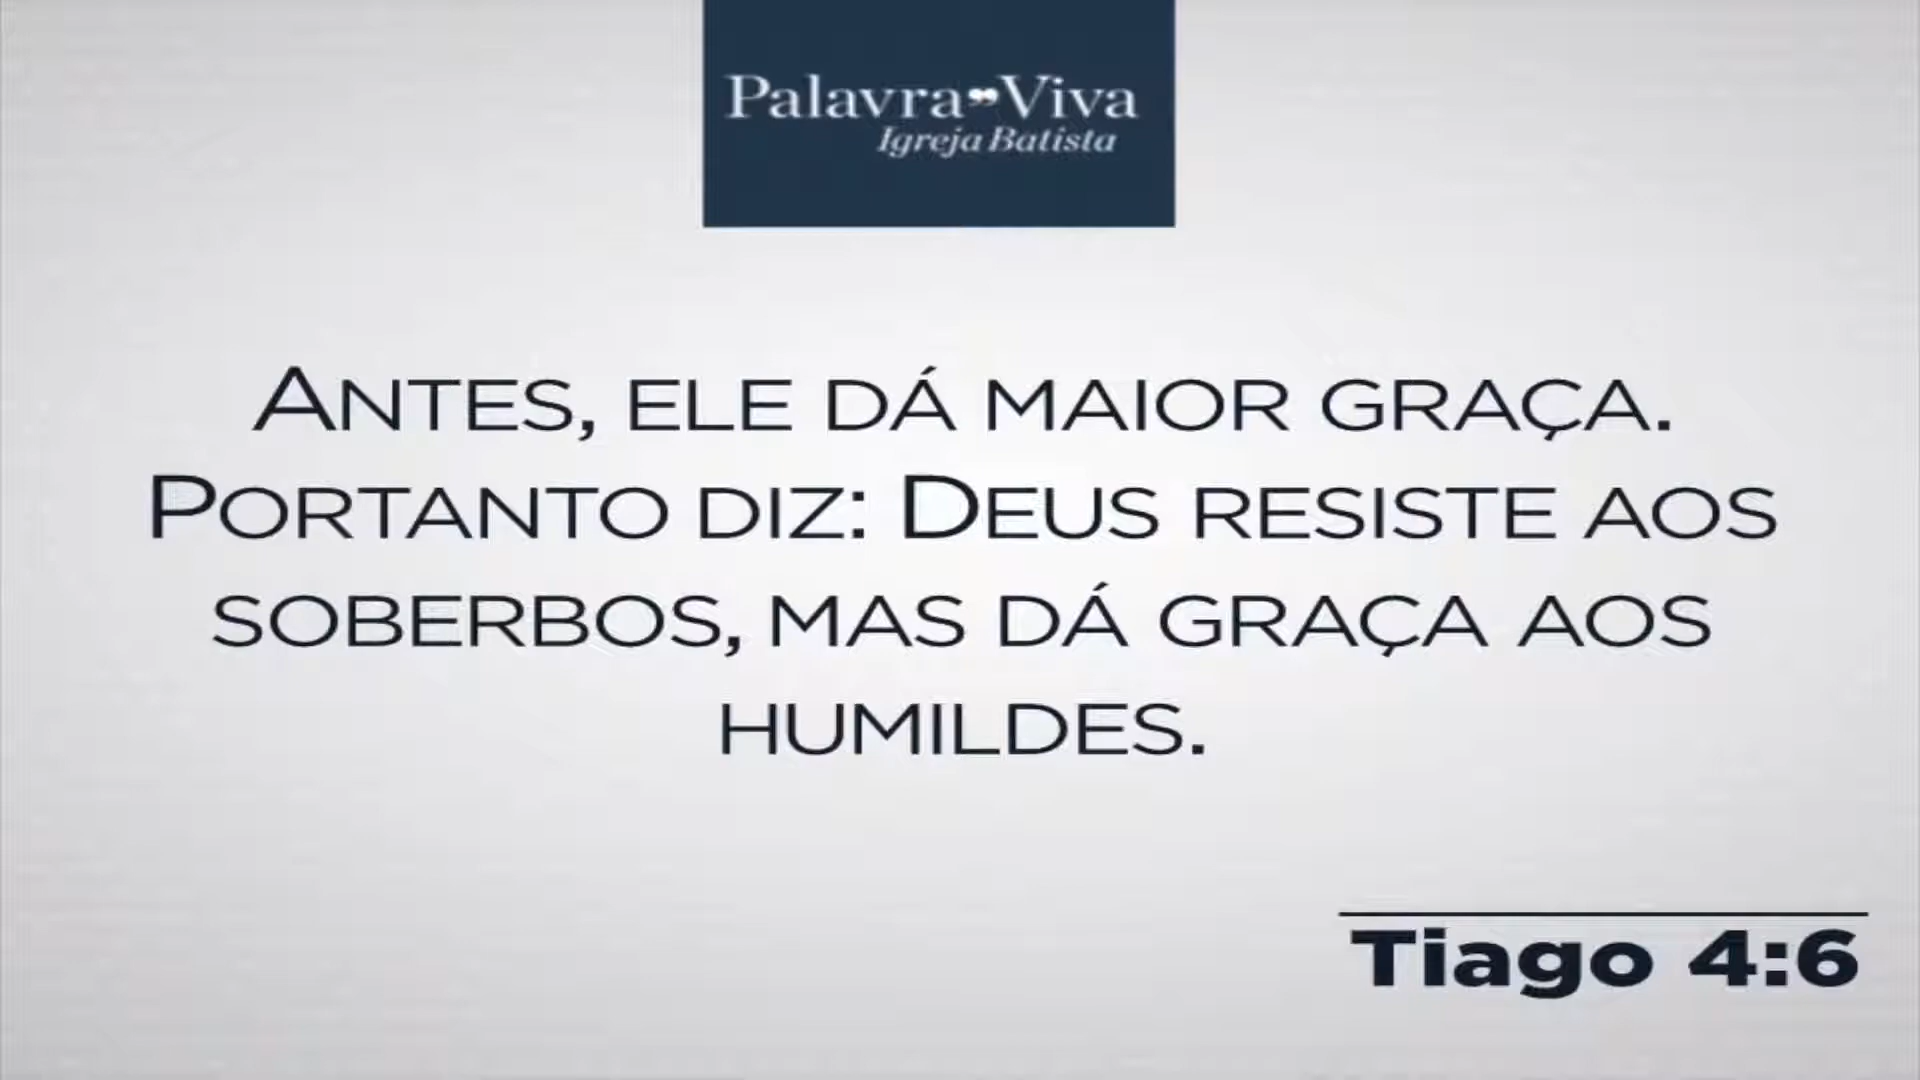 Palavra Viva
Igreja Batista
Antes, ele dá maior graça.
Portanto diz: Deus resiste aos
soberbos, mas dá graça aos
humildes.
Tiago 4:6